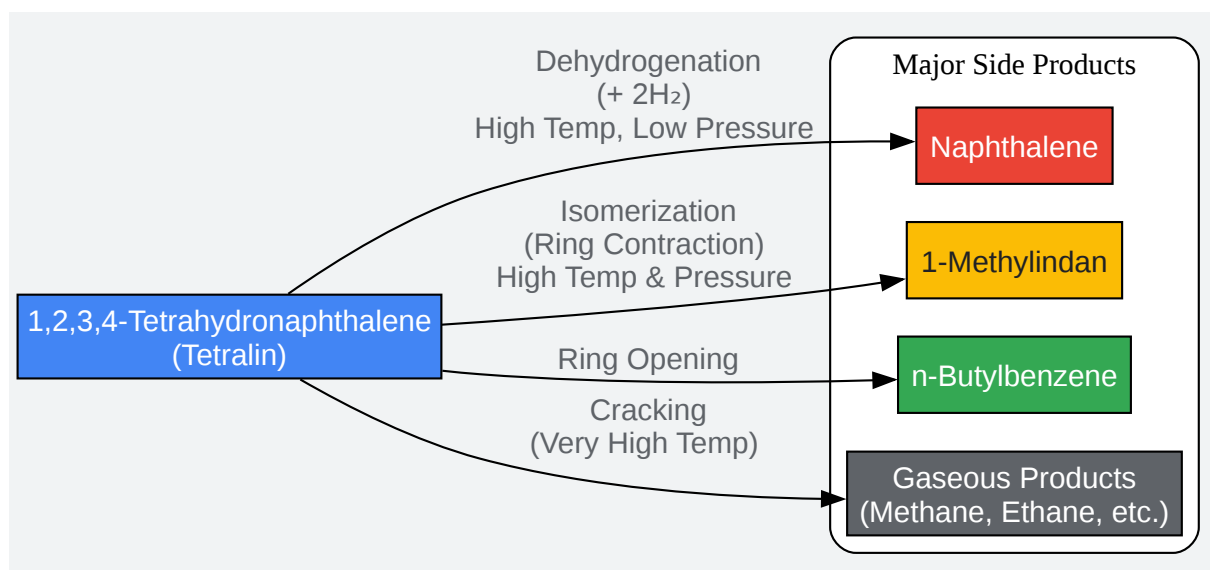 Major Side Products
Dehydrogenation
(+ 2H₂)
High Temp, Low Pressure
Naphthalene
Isomerization
(Ring Contraction)
High Temp & Pressure
1-Methylindan
1,2,3,4-Tetrahydronaphthalene
(Tetralin)
Ring Opening
n-Butylbenzene
Cracking
(Very High Temp)
Gaseous Products
(Methane, Ethane, etc.)